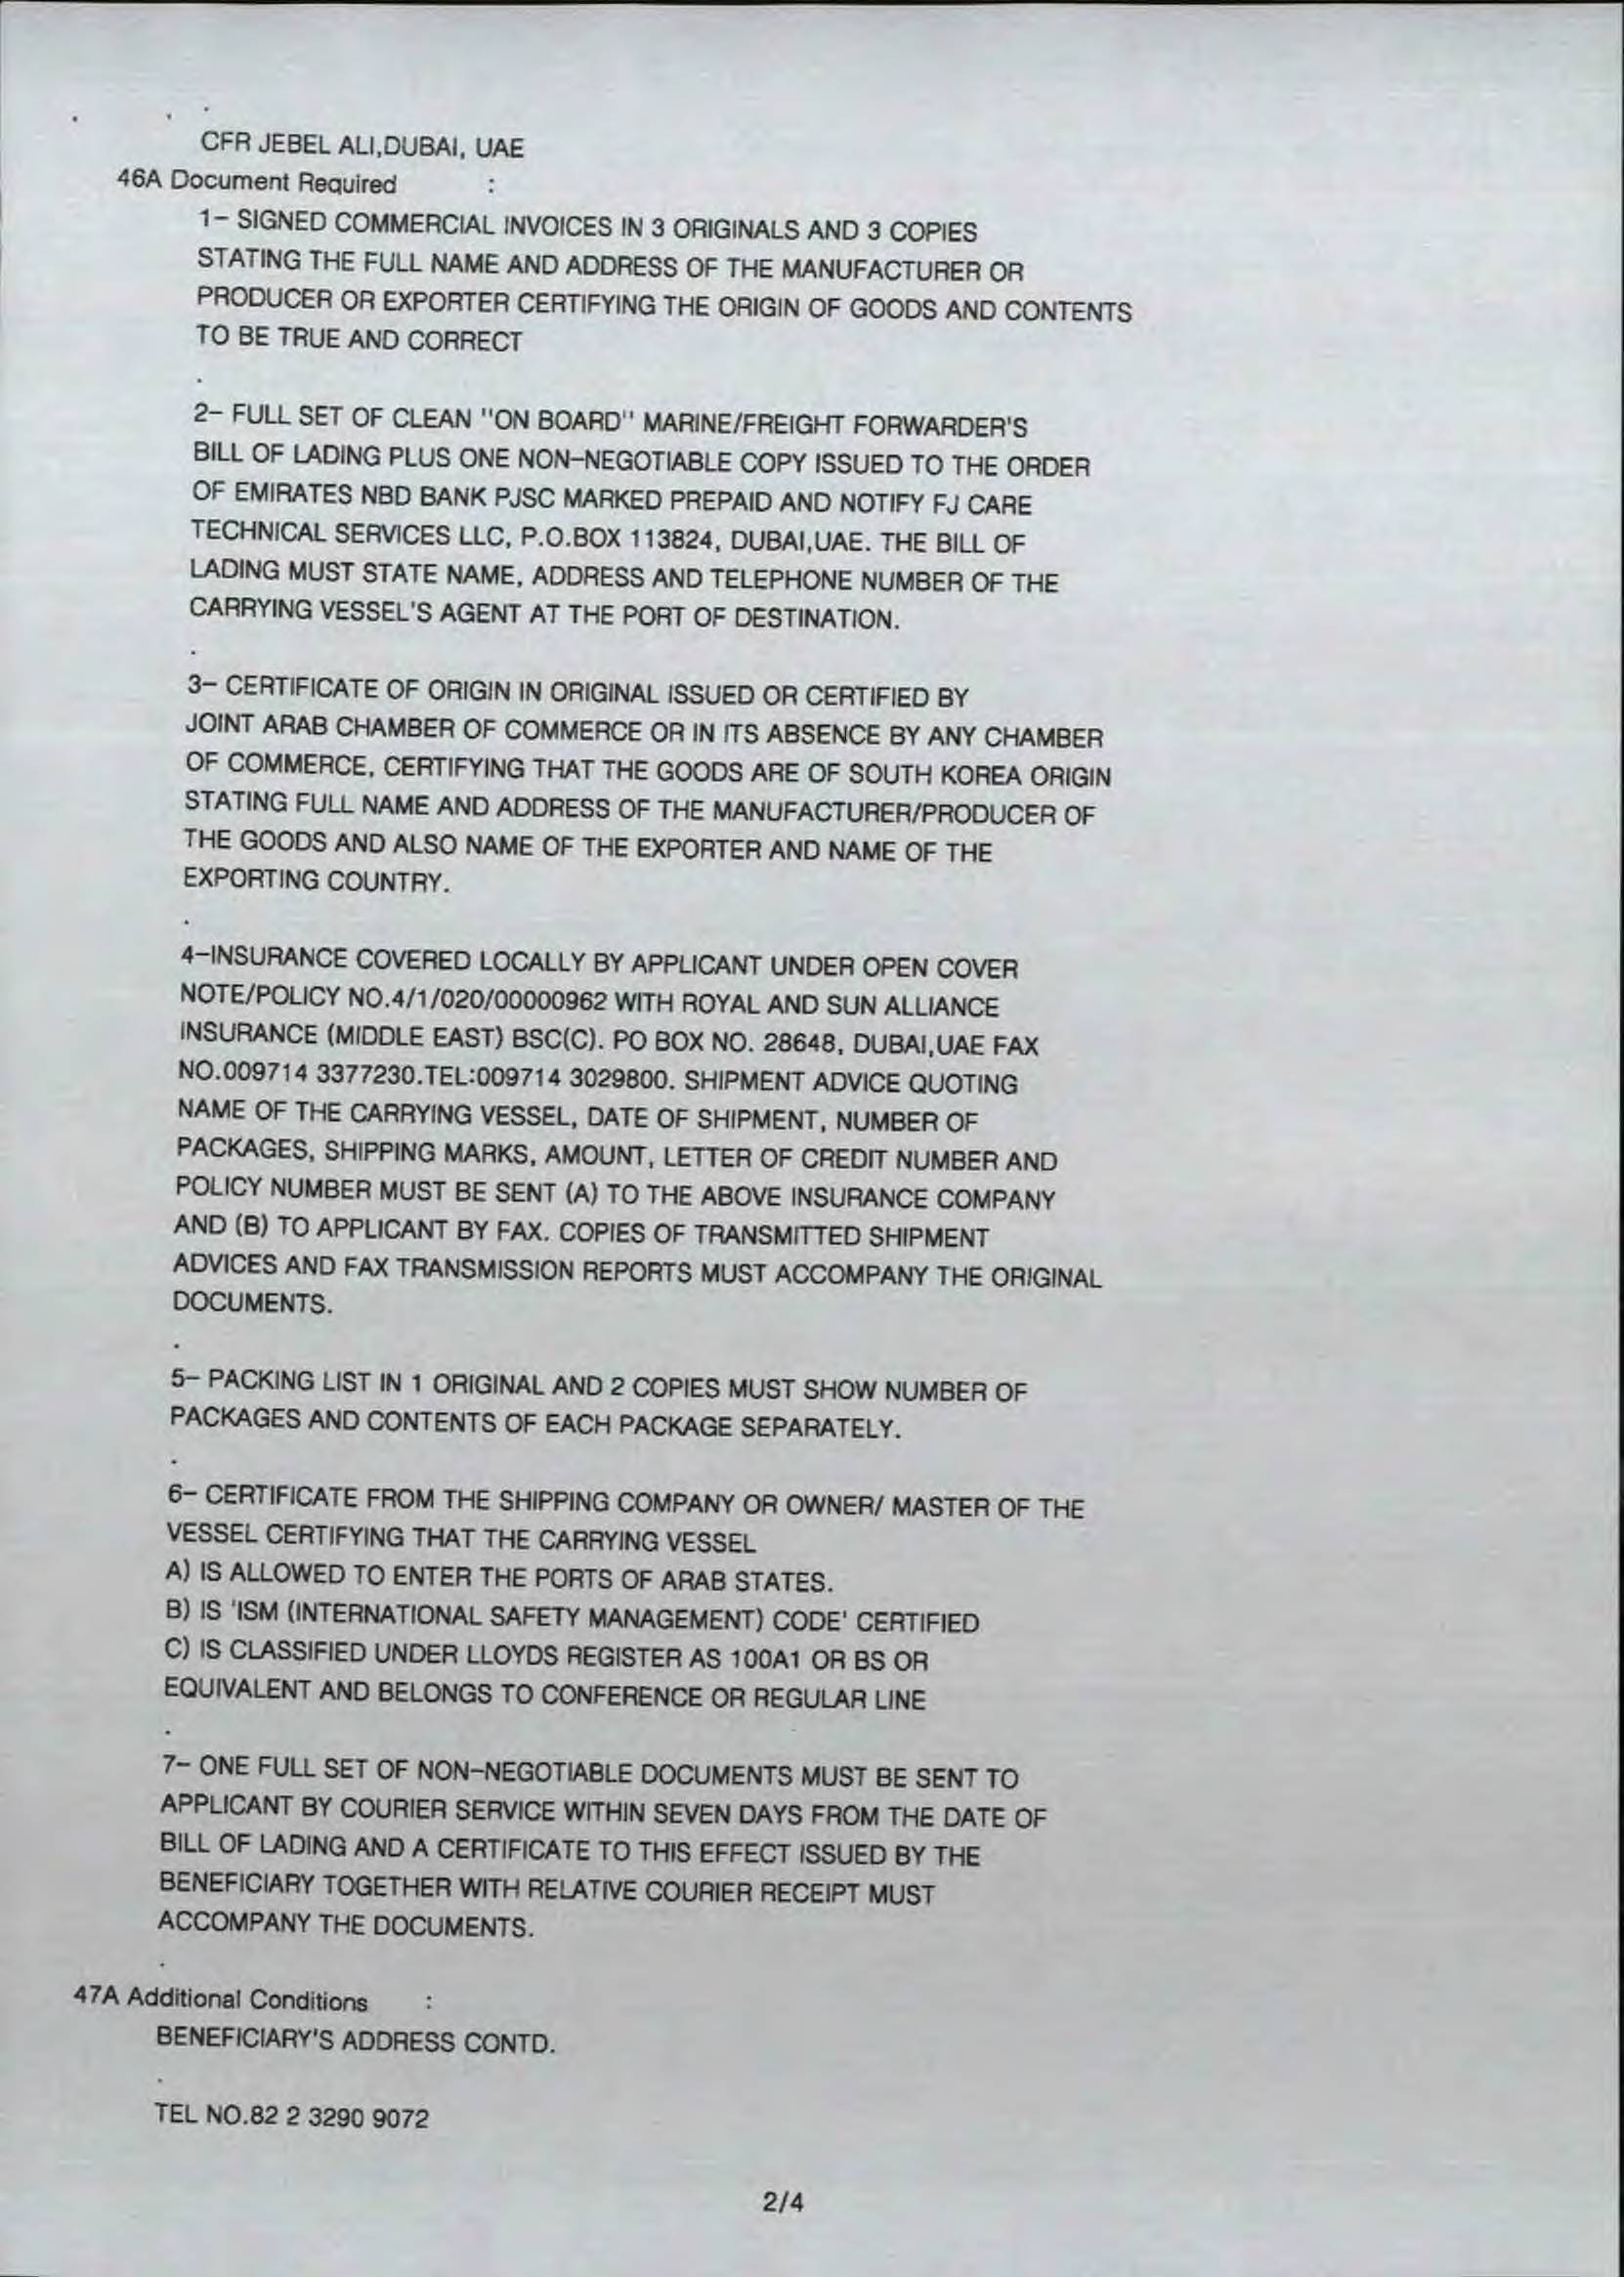 CFR JEBEL ALI,DUBAI, UAE
46A Document Required :
1- SIGNED COMMERCIAL INVOICES IN 3 ORIGINALS AND 3 COPIES
STATING THE FULL NAME AND ADDRESS OF THE MANUFACTURER OR
PRODUCER OR EXPORTER CERTIFYING THE ORIGIN OF GOODS AND CONTENTS
TO BE TRUE AND CORRECT
.
2- FULL SET OF CLEAN "ON BOARD" MARINE/FREIGHT FORWARDER'S
BILL OF LADING PLUS ONE NON-NEGOTIABLE COPY ISSUED TO THE ORDER
OF EMIRATES NBD BANK PJSC MARKED PREPAID AND NOTIFY FJ CARE
TECHNICAL SERVICES LLC, P.O.BOX 113824, DUBAI,UAE. THE BILL OF
LADING MUST STATE NAME, ADDRESS AND TELEPHONE NUMBER OF THE
CARRYING VESSEL'S AGENT AT THE PORT OF DESTINATION.
.
3- CERTIFICATE OF ORIGIN IN ORIGINAL ISSUED OR CERTIFIED BY
JOINT ARAB CHAMBER OF COMMERCE OR IN ITS ABSENCE BY ANY CHAMBER
OF COMMERCE, CERTIFYING THAT THE GOODS ARE OF SOUTH KOREA ORIGIN
STATING FULL NAME AND ADDRESS OF THE MANUFACTURER/PRODUCER OF
THE GOODS AND ALSO NAME OF THE EXPORTER AND NAME OF THE
EXPORTING COUNTRY.
.
4-INSURANCE COVERED LOCALLY BY APPLICANT UNDER OPEN COVER
NOTE/POLICY NO.4/1/020/00000962 WITH ROYAL AND SUN ALLIANCE
INSURANCE (MIDDLE EAST) BSC(C). PO BOX NO. 28648, DUBAI,UAE FAX
NO.009714 3377230.TEL:009714 3029800. SHIPMENT ADVICE QUOTING
NAME OF THE CARRYING VESSEL, DATE OF SHIPMENT, NUMBER OF
PACKAGES, SHIPPING MARKS, AMOUNT, LETTER OF CREDIT NUMBER AND
POLICY NUMBER MUST BE SENT (A) TO THE ABOVE INSURANCE COMPANY
AND (B) TO APPLICANT BY FAX. COPIES OF TRANSMITTED SHIPMENT
ADVICES AND FAX TRANSMISSION REPORTS MUST ACCOMPANY THE ORIGINAL
DOCUMENTS.
.
5- PACKING LIST IN 1 ORIGINAL AND 2 COPIES MUST SHOW NUMBER OF
PACKAGES AND CONTENTS OF EACH PACKAGE SEPARATELY.
.
6- CERTIFICATE FROM THE SHIPPING COMPANY OR OWNER/ MASTER OF THE
VESSEL CERTIFYING THAT THE CARRYING VESSEL
A) IS ALLOWED TO ENTER THE PORTS OF ARAB STATES.
B) IS 'ISM (INTERNATIONAL SAFETY MANAGEMENT) CODE' CERTIFIED
C) IS CLASSIFIED UNDER LLOYDS REGISTER AS 100A1 OR BS OR
EQUIVALENT AND BELONGS TO CONFERENCE OR REGULAR LINE
.
7- ONE FULL SET OF NON-NEGOTIABLE DOCUMENTS MUST BE SENT TO
APPLICANT BY COURIER SERVICE WITHIN SEVEN DAYS FROM THE DATE OF
BILL OF LADING AND A CERTIFICATE TO THIS EFFECT ISSUED BY THE
BENEFICIARY TOGETHER WITH RELATIVE COURIER RECEIPT MUST
ACCOMPANY THE DOCUMENTS.
.
47A Additional Conditions :
BENEFICIARY'S ADDRESS CONTD.
.
TEL NO.82 2 3290 9072
2/4